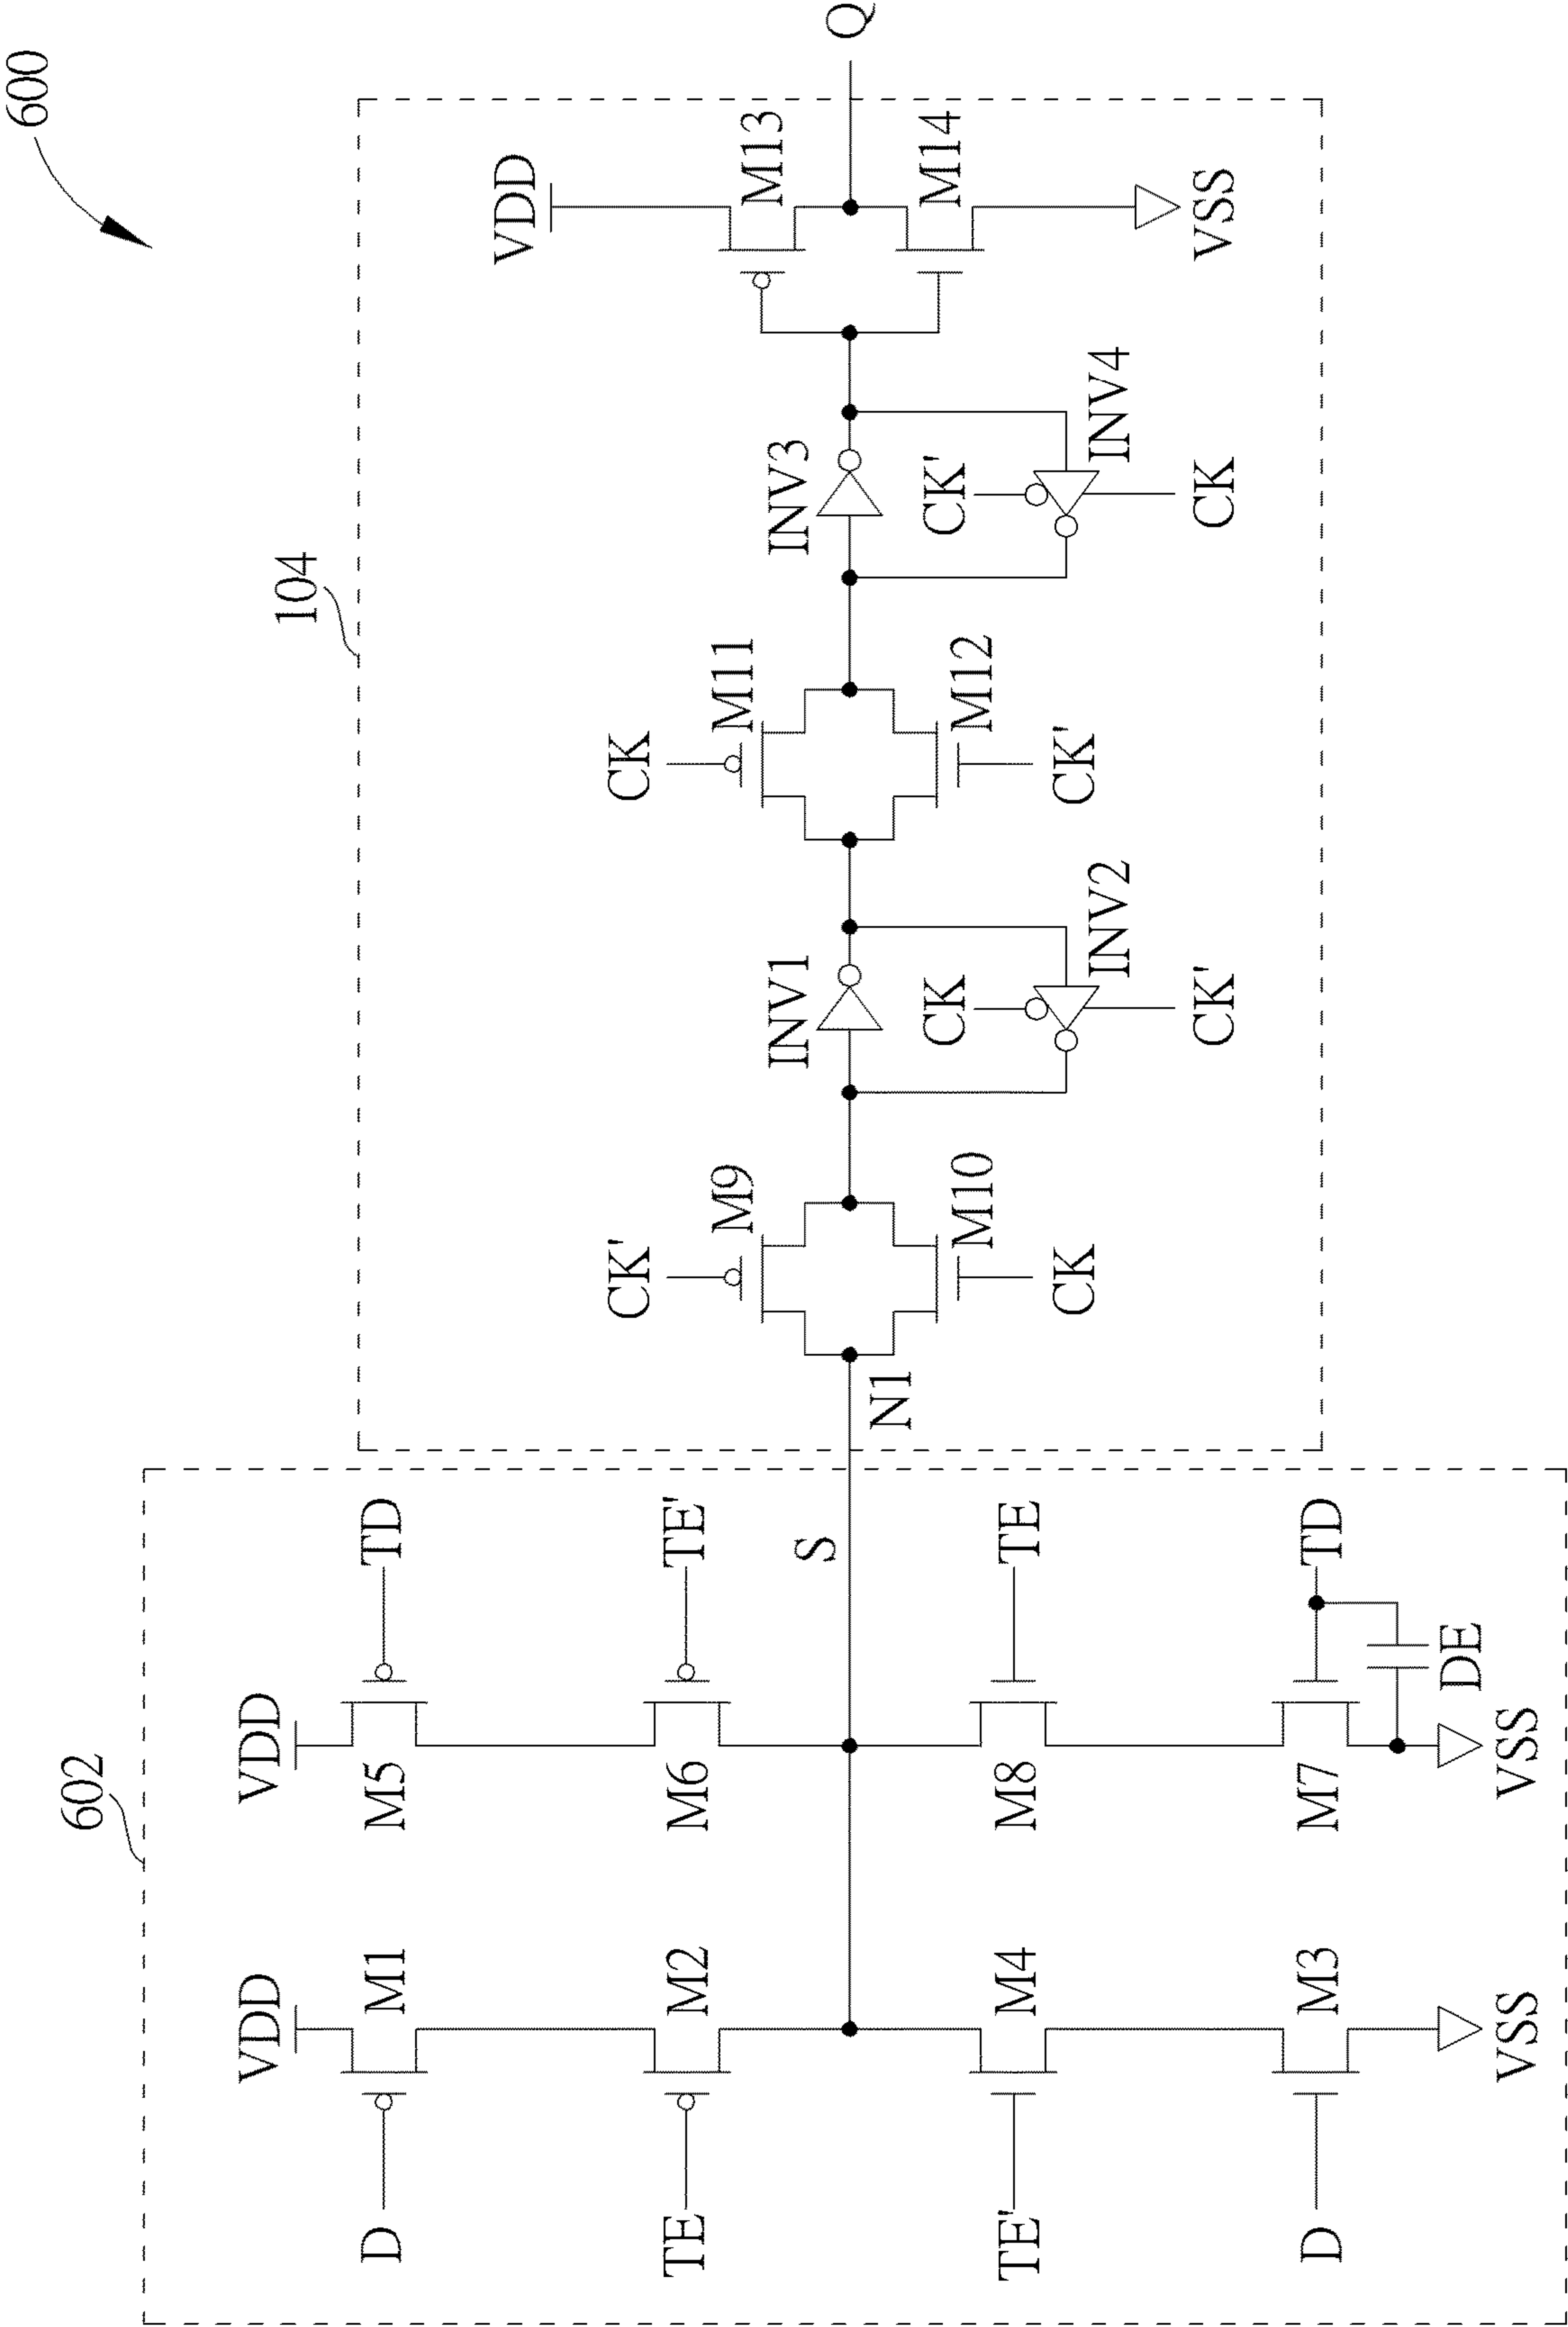 600
602
104
VDD
VDD
VDD
D
M1
M5
TD
TE
M2
M6
TE'
S
N1
TE'
M4
M8
TE
D
M3
M7
TD
DE
VSS
VSS
CK'
M9
M10
CK
INV1
CK
INV2
CK'
CK
M11
M12
CK'
INV3
CK'
INV4
CK
M13
M14
VSS
Q